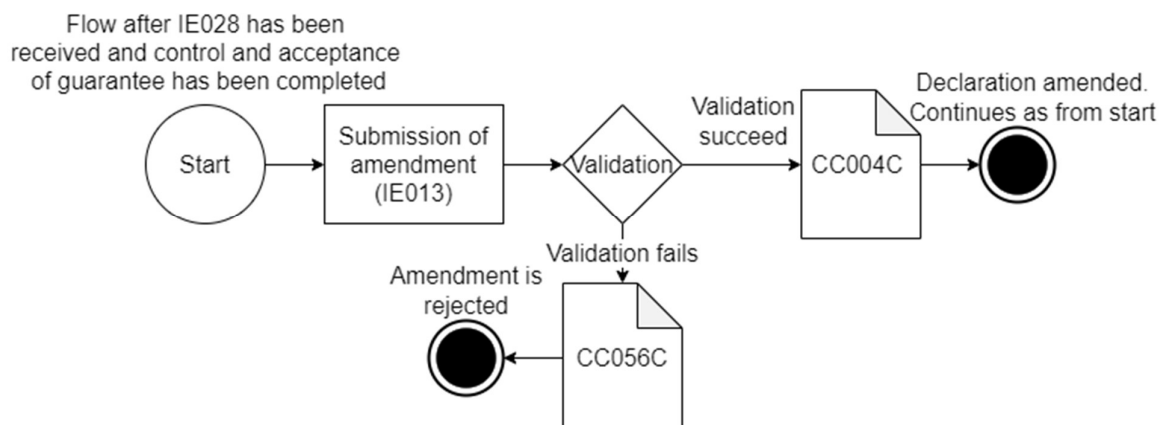 Flow after IE028 has been
received and control and acceptance
of guarantee has been completed
Start
Submission of
amendment
(IE013)
Validation
Validation
succeed
CC004C
Declaration amended.
Continues as from start
Validation fails
CC056C
Amendment is
rejected